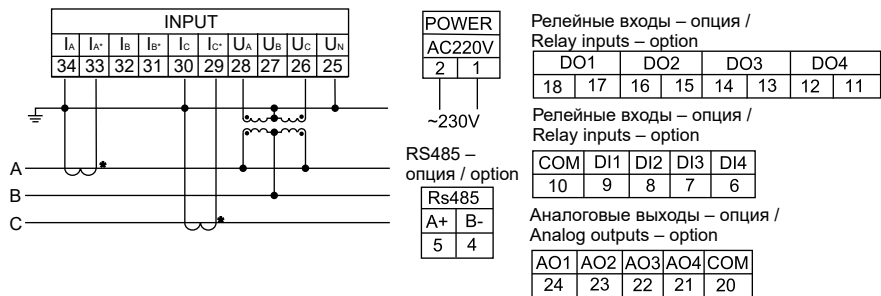 INPUT
IA IA* IB IB* IC IC* UA UB UC UN
34 33 32 31 30 29 28 27 26 25
A
*
B
C
*
POWER
AC220V
2 1
~230V
RS485 –
опция / option
Rs485
A+ B-
5 4
Релейные входы – опция /
Relay inputs – option
DO1 DO2 DO3 DO4
18 17 16 15 14 13 12 11
Релейные входы – опция /
Relay inputs – option
COM DI1 DI2 DI3 DI4
10 9 8 7 6
Аналоговые выходы – опция /
Analog outputs – option
AO1 AO2 AO3 AO4 COM
24 23 22 21 20